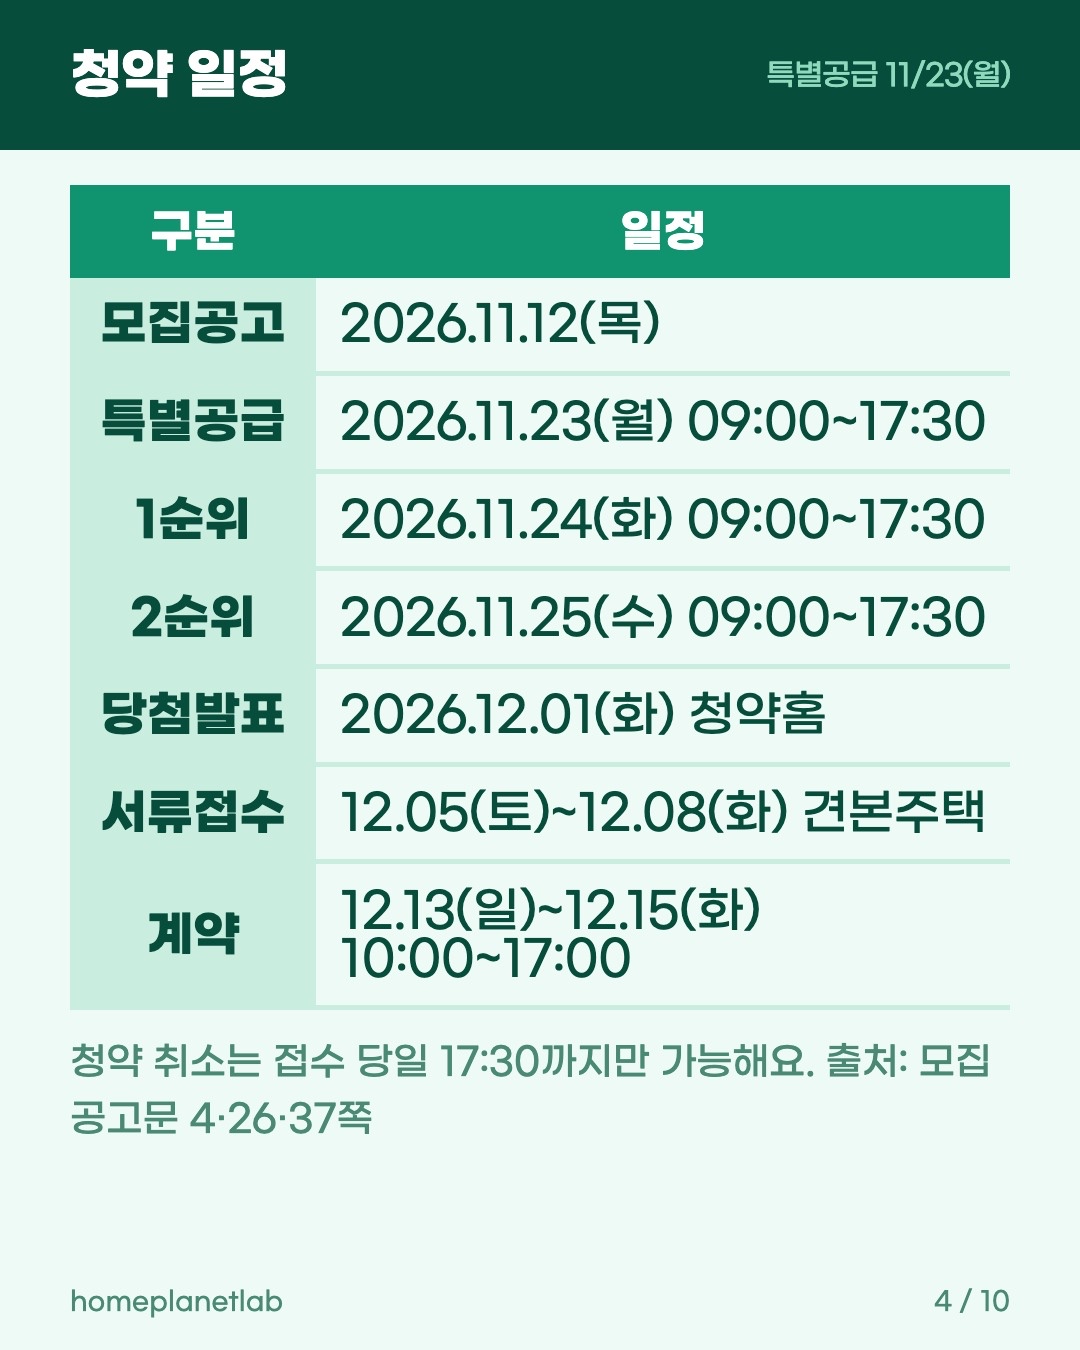 청약 일정
특별공급 11/23(월)
구분 일정
모집공고 2026.11.12(목)
특별공급 2026.11.23(월) 09:00~17:30
1순위 2026.11.24(화) 09:00~17:30
2순위 2026.11.25(수) 09:00~17:30
당첨발표 2026.12.01(화) 청약홈
서류접수 12.05(토)~12.08(화) 견본주택
계약 12.13(일)~12.15(화)
10:00~17:00
청약 취소는 접수 당일 17:30까지만 가능해요. 출처: 모집
공고문 4·26·37쪽
homeplanetlab
4 / 10